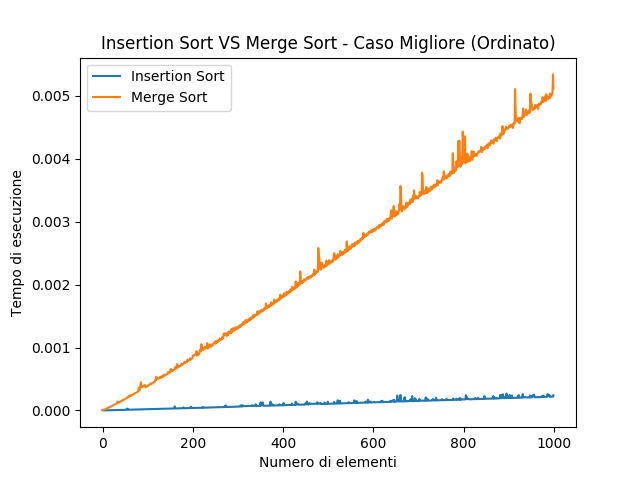 Insertion Sort VS Merge Sort - Caso Migliore (Ordinato)
Insertion Sort
Merge Sort
0.005
0.004
0.003
0.002
0.001
0.000
Tempo di esecuzione
0
200
400
600
800
1000
Numero di elementi